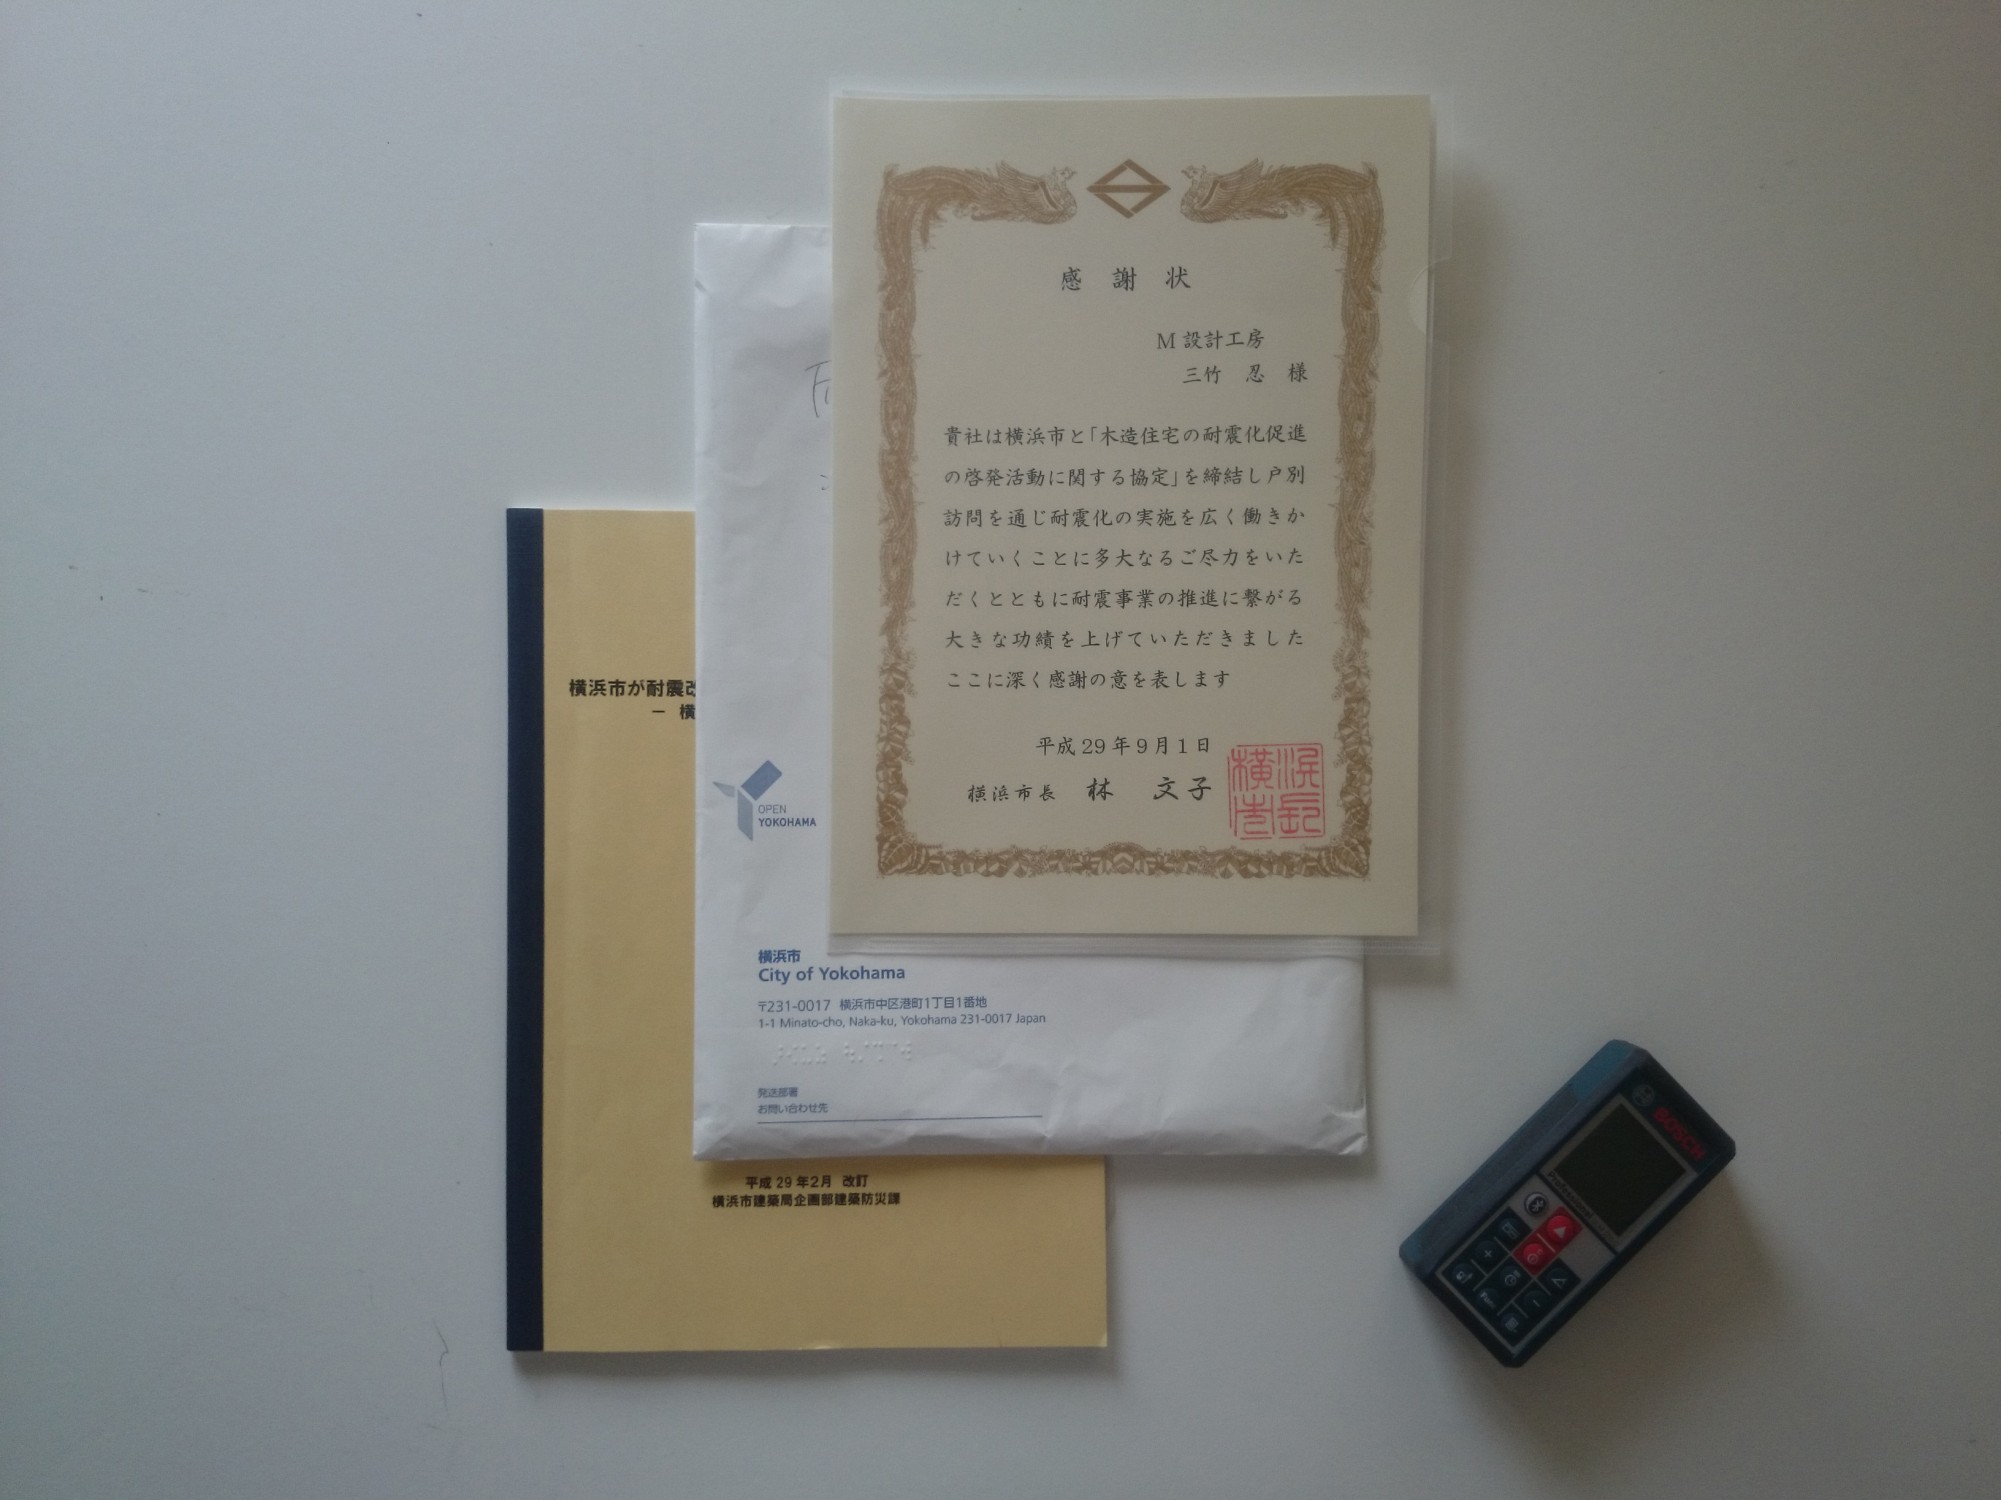 感謝状
M 設計工房
三竹 忍 様
貴社は横浜市と「木造住宅の耐震化促進
の啓発活動に関する協定」を締結し戸別
訪問を通じ耐震化の実施を広く働きか
けていくことに多大なるご尽力をいた
だくとともに耐震事業の推進に繋がる
大きな功績を上げていただきました
ここに深く感謝の意を表します
平成 29 年 9 月 1 日
横浜市長 林 文子
横浜市が耐震改
－ 横
OPEN
YOKOHAMA
横浜市
City of Yokohama
〒231-0017 横浜市中区港町1丁目1番地
1-1 Minato-cho, Naka-ku, Yokohama 231-0017 Japan
発送部署
お問い合わせ先
平成 29 年2月 改訂
横浜市建築局企画部建築防災課
BOSCH
Professional
Func